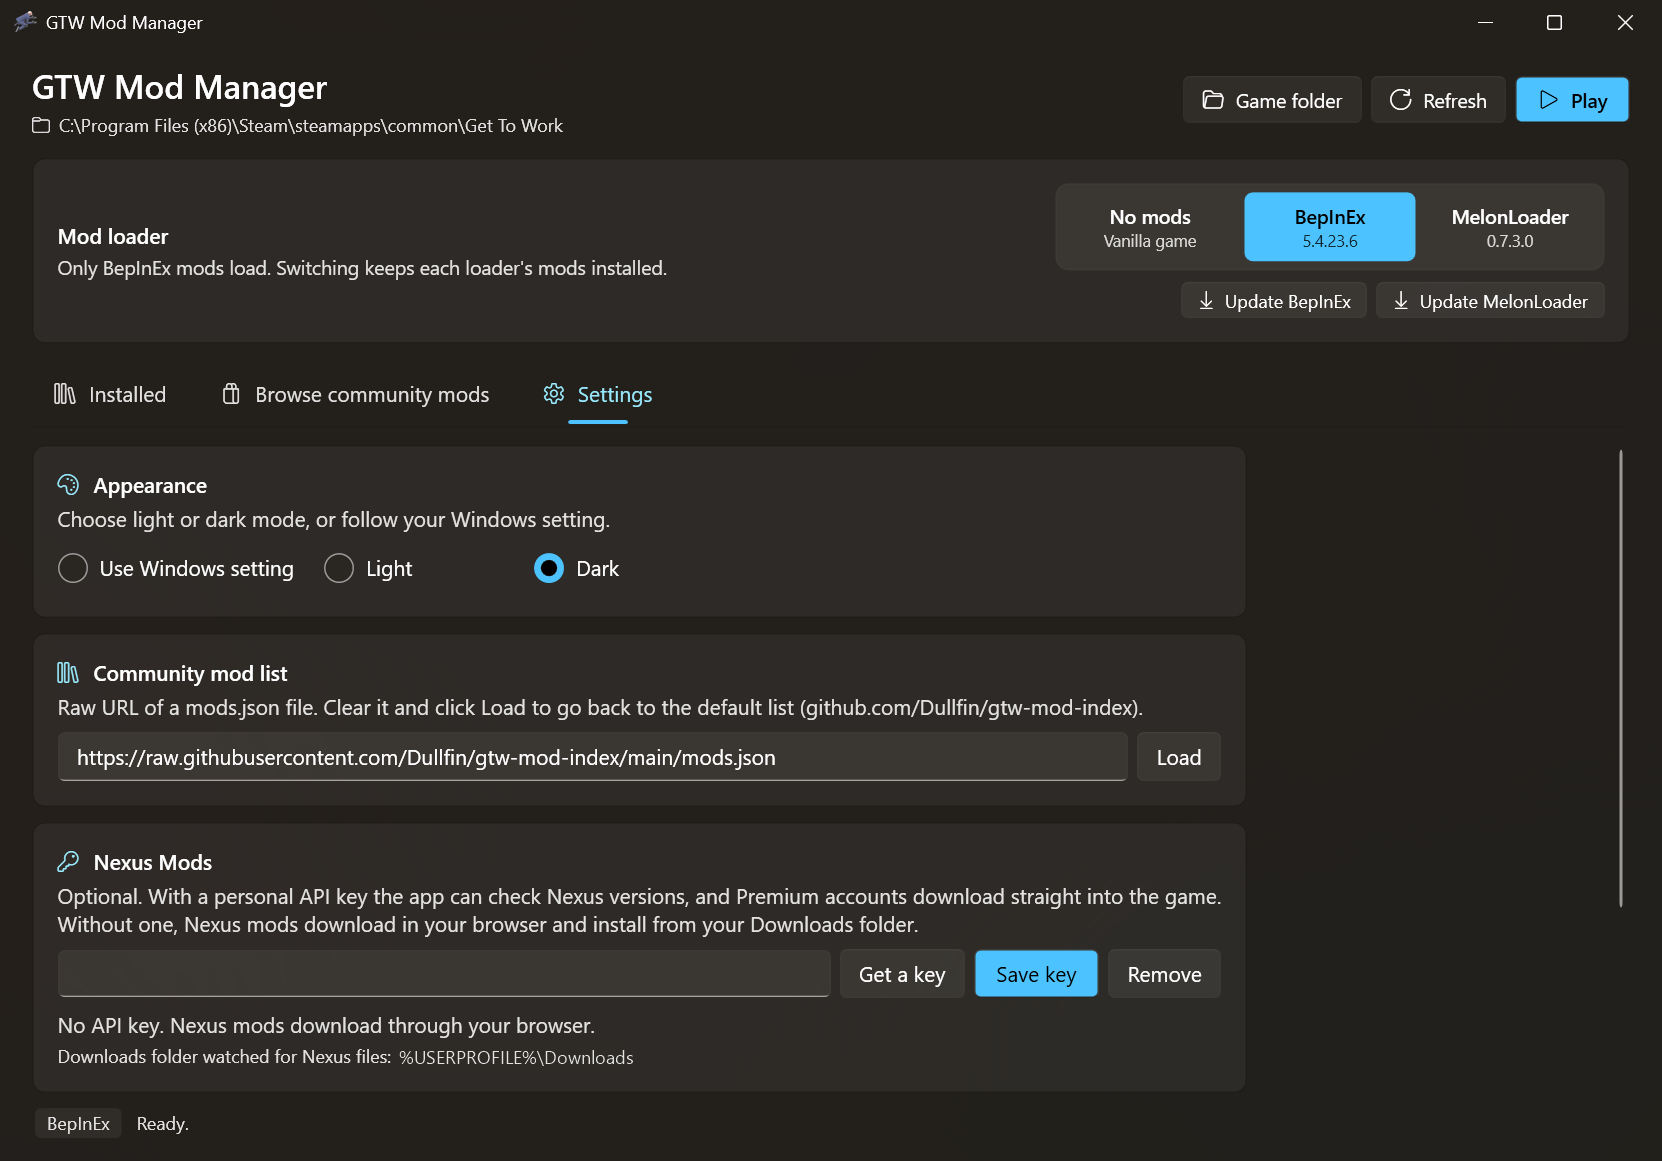 GTW Mod Manager
GTW Mod Manager
C:\Program Files (x86)\Steam\steamapps\common\Get To Work
Game folder
Refresh
Play
Mod loader
Only BepInEx mods load. Switching keeps each loader's mods installed.
No mods
Vanilla game
BepInEx
5.4.23.6
MelonLoader
0.7.3.0
Update BepInEx
Update MelonLoader
Installed
Browse community mods
Settings
Appearance
Choose light or dark mode, or follow your Windows setting.
Use Windows setting
Light
Dark
Community mod list
Raw URL of a mods.json file. Clear it and click Load to go back to the default list (github.com/Dullfin/gtw-mod-index).
https://raw.githubusercontent.com/Dullfin/gtw-mod-index/main/mods.json
Load
Nexus Mods
Optional. With a personal API key the app can check Nexus versions, and Premium accounts download straight into the game.
Without one, Nexus mods download in your browser and install from your Downloads folder.
Get a key
Save key
Remove
No API key. Nexus mods download through your browser.
Downloads folder watched for Nexus files: %USERPROFILE%\Downloads
BepInEx
Ready.